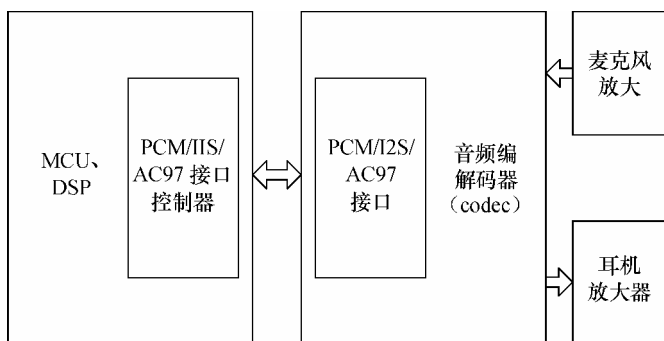 MCU、
DSP
PCM/IIS/
AC97 接口
控制器
PCM/I2S/
AC97
接口
音频编
解码器
（codec）
麦克风
放大
耳机
放大器